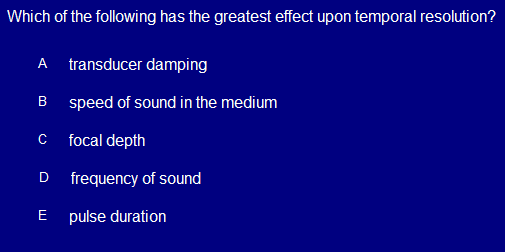 Which of the following has the greatest effect upon temporal resolution?
A transducer damping
B speed of sound in the medium
C focal depth
D frequency of sound
E pulse duration